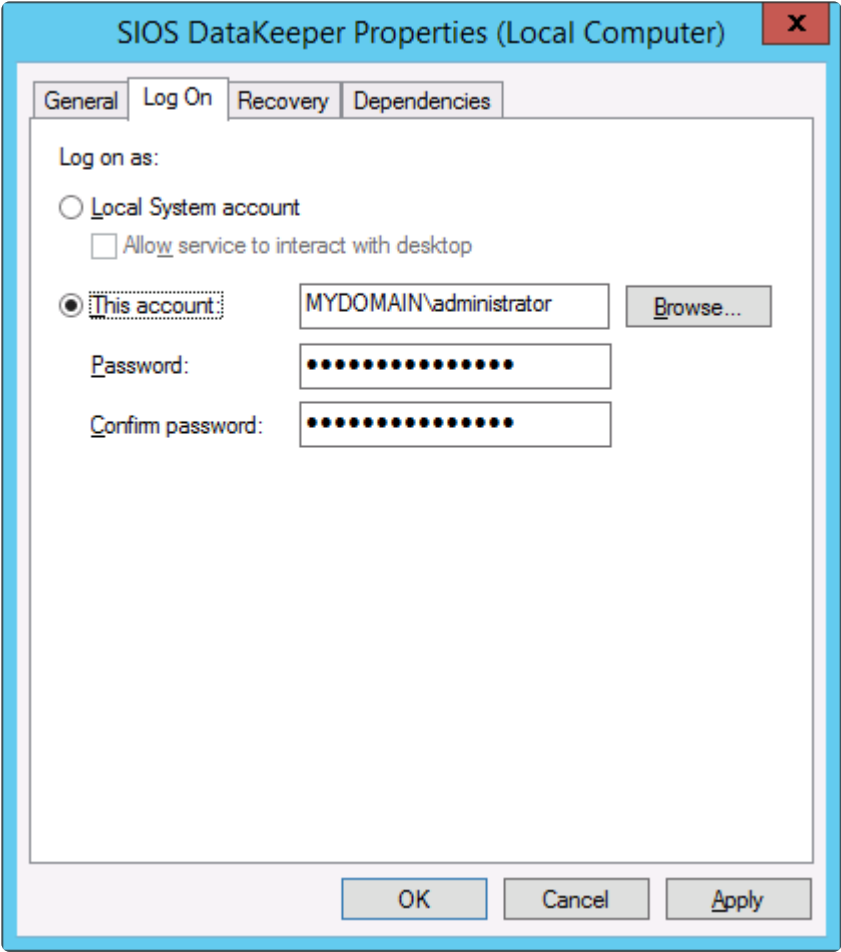 SIOS DataKeeper Properties (Local Computer)
x
General Log On Recovery Dependencies
Log on as:
Local System account
Allow service to interact with desktop
This account: MYDOMAIN\administrator Browse...
Password: •••••••••••••••
Confirm password: •••••••••••••••
OK Cancel Apply